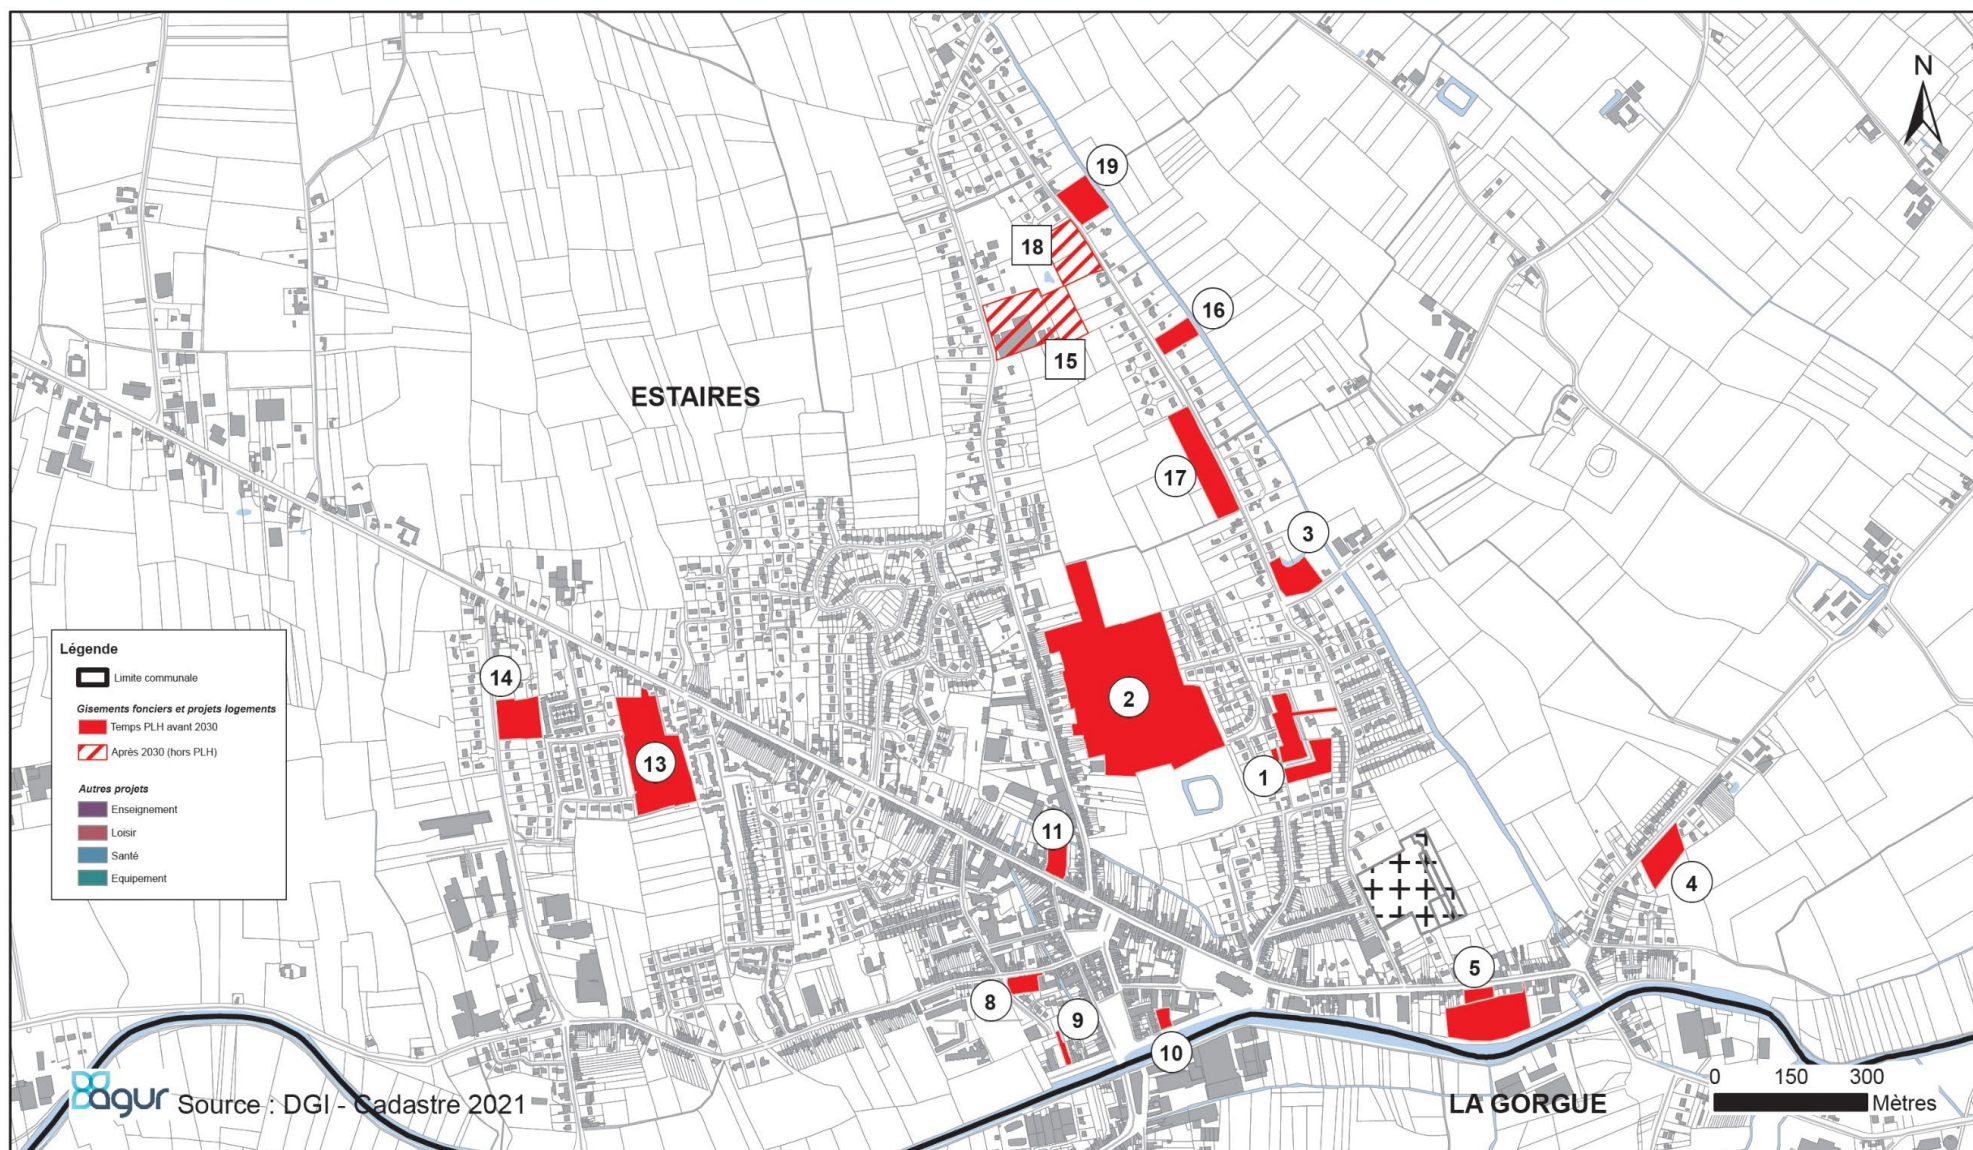 N
19
18
16
15
ESTAIRES
17
3
Légende
Limite communale
Gisements fonciers et projets logements
Temps PLH avant 2030
Après 2030 (hors PLH)
Autres projets
Enseignement
Loisir
Santé
Equipement
14
2
13
1
11
4
5
8
9
10
agur
Source : DGI - Cadastre 2021
LA GORGUE
0 150 300
Mètres